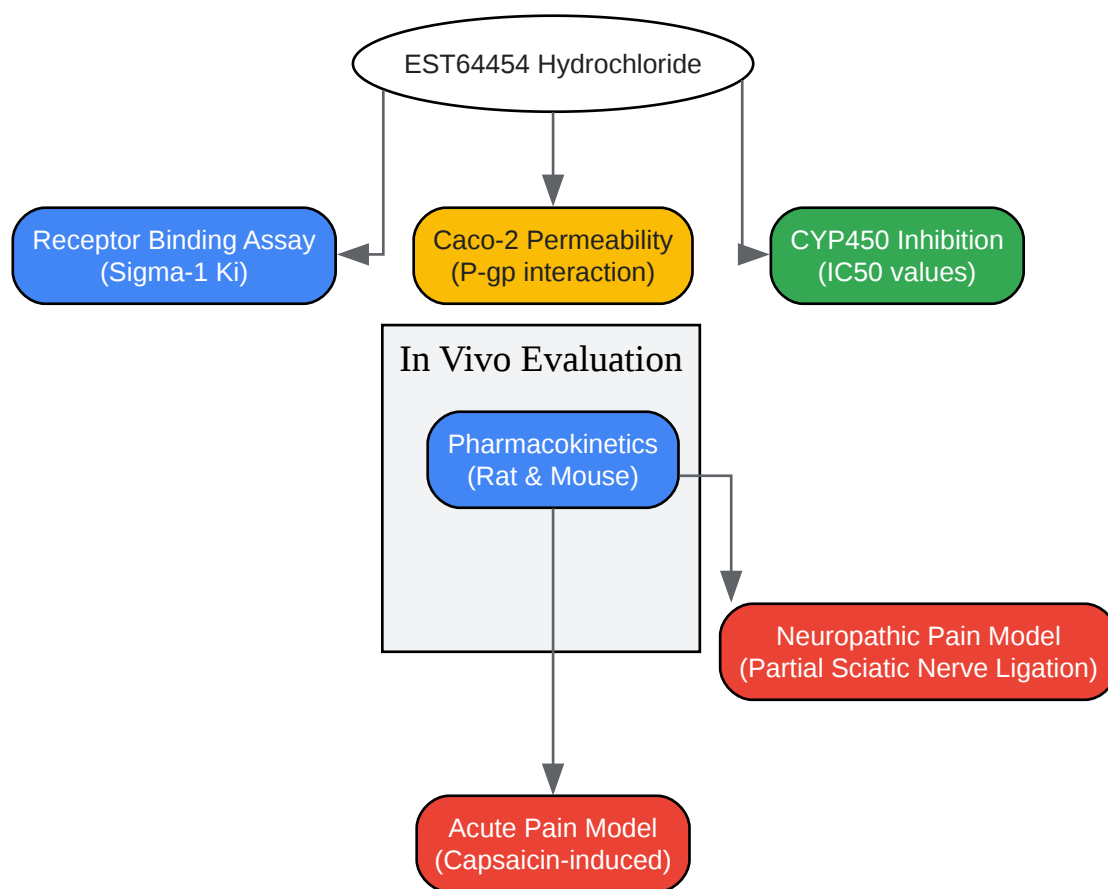 EST64454 Hydrochloride
Receptor Binding Assay
(Sigma-1 Ki)
Caco-2 Permeability
(P-gp interaction)
CYP450 Inhibition
(IC50 values)
In Vivo Evaluation
Pharmacokinetics
(Rat & Mouse)
Neuropathic Pain Model
(Partial Sciatic Nerve Ligation)
Acute Pain Model
(Capsaicin-induced)